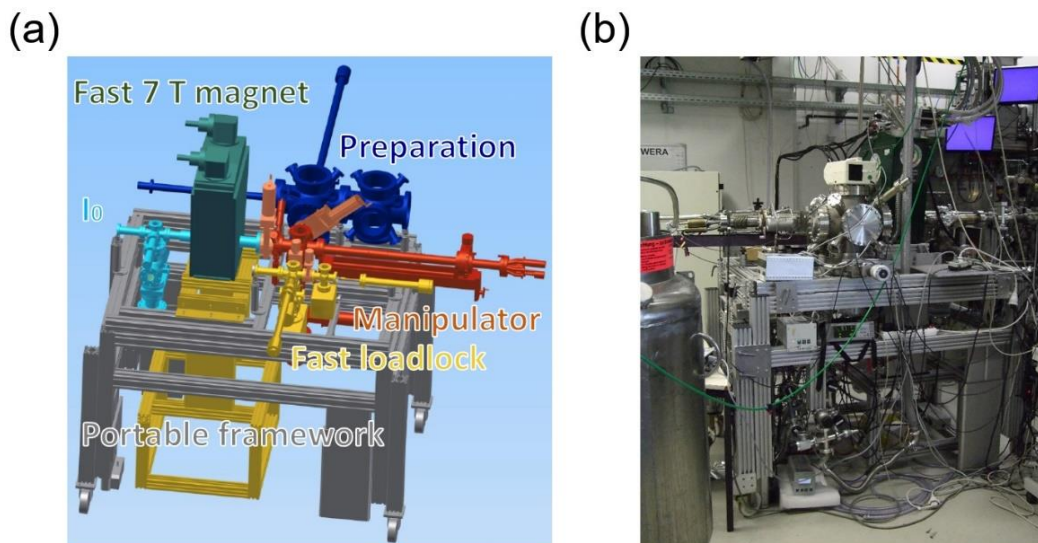 (a)
(b)
Fast 7 T magnet
Preparation
I0
Manipulator
Fast loadlock
Portable framework
WERA